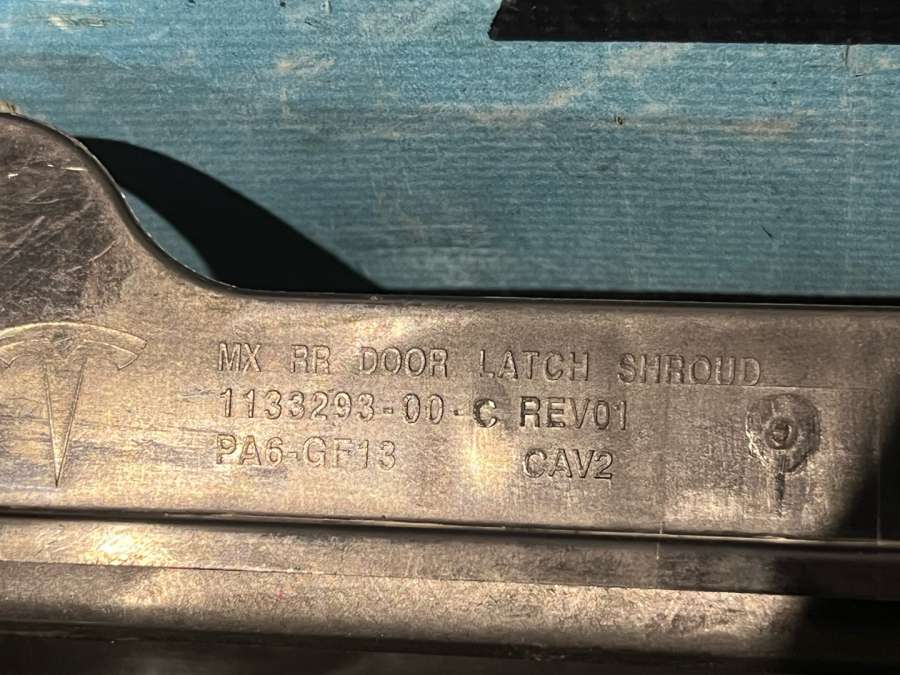 MX RR DOOR LATCH SHROUD
1133293-00-C REV01
PA6-GF13 CAV2